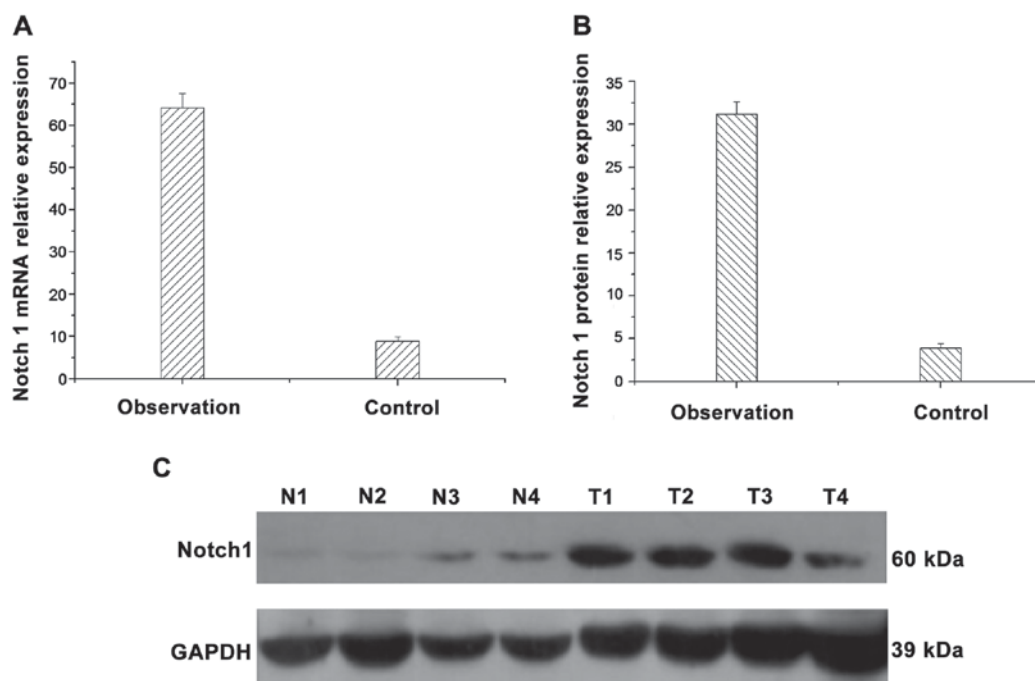 A
Notch 1 mRNA relative expression
70
60
50
40
30
20
10
0
Observation Control
B
Notch 1 protein relative expression
35
30
25
20
15
10
5
0
Observation Control
C
N1 N2 N3 N4 T1 T2 T3 T4
Notch1 60 kDa
GAPDH 39 kDa